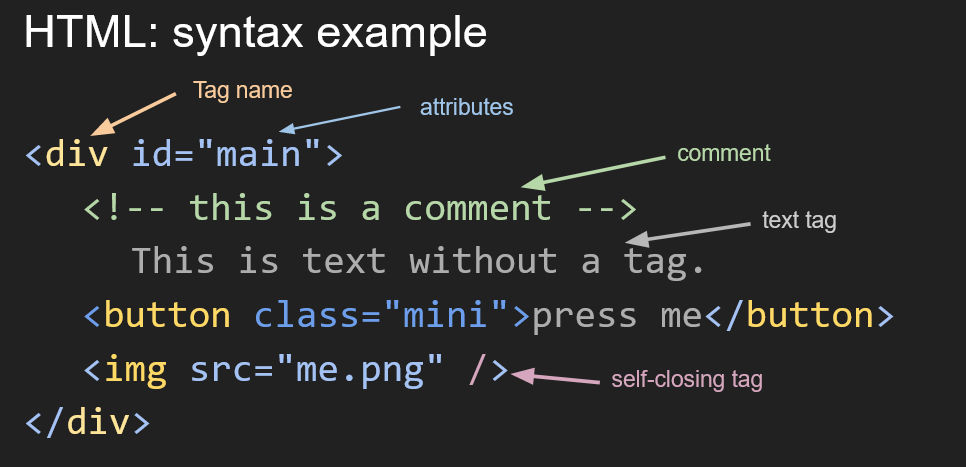 HTML: syntax example
Tag name
attributes
<div id="main">
comment
<!-- this is a comment -->
text tag
This is text without a tag.
<button class="mini">press me</button>
<img src="me.png" />
self-closing tag
</div>